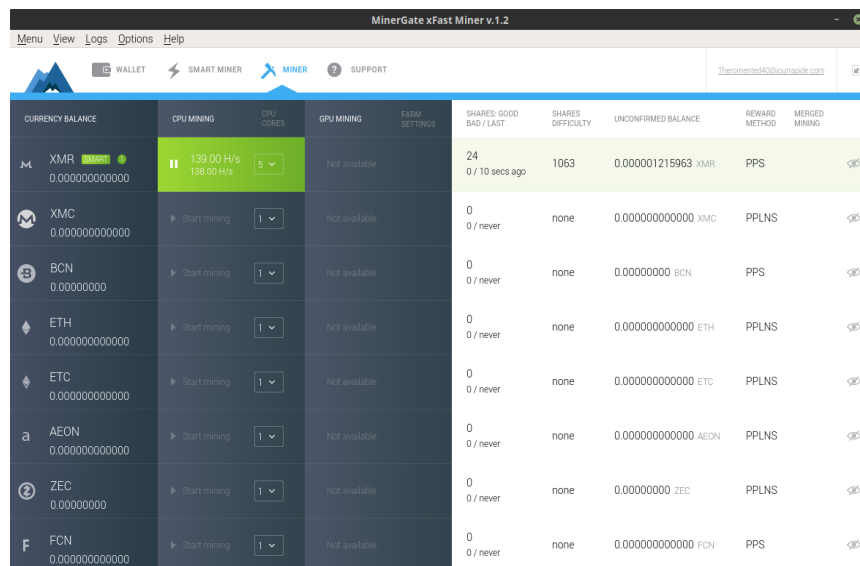 MinerGate xFast Miner v.1.2
Menu View Logs Options Help
WALLET SMART MINER MINER ? SUPPORT
CURRENCY BALANCE CPU MINING CPU CORES GPU MINING FARM SETTINGS SHARES: GOOD BAD / LAST SHARES DIFFICULTY UNCONFIRMED BALANCE REWARD METHOD MERGED MINING
XMR SMART 139.00 H/s 5 Not available 24 1063 0.000001215963 XMR PPS
0.000000000000 138.00 H/s 0 / 10 secs ago
XMC Start mining 1 Not available 0 none 0.000000000000 XMC PPLNS
0.000000000000 0 / never
BCN Start mining 1 Not available 0 none 0.00000000 BCN PPS
0.00000000 0 / never
ETH Start mining 1 Not available 0 none 0.000000000000 ETH PPLNS
0.000000000000 0 / never
ETC Start mining 1 Not available 0 none 0.000000000000 ETC PPLNS
0.000000000000 0 / never
a AEON Start mining 1 Not available 0 none 0.000000000000 AEON PPLNS
0.000000000000 0 / never
ZEC Start mining 1 Not available 0 none 0.00000000 ZEC PPLNS
0.00000000 0 / never
F FCN Start mining 1 Not available 0 none 0.000000000000 FCN PPS
0.000000000000 0 / never